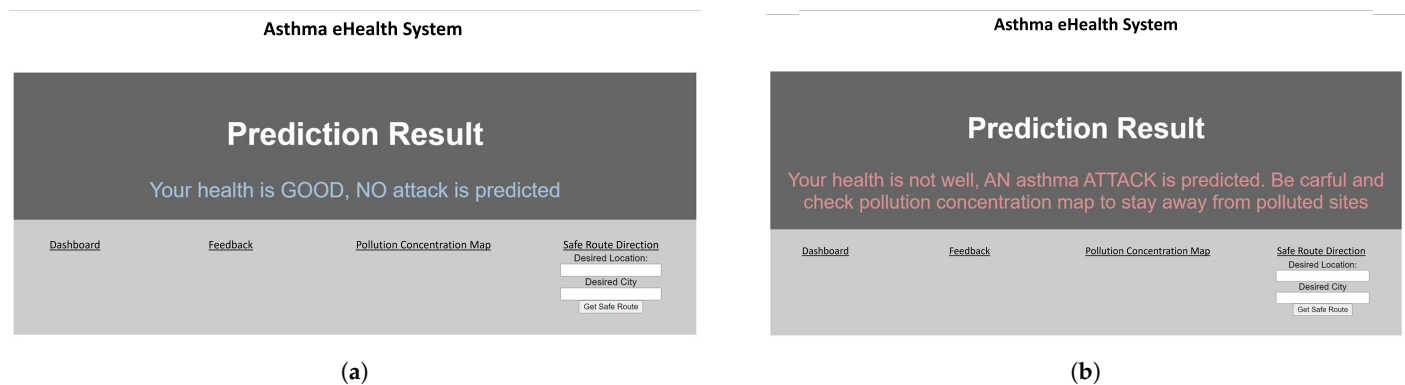 Asthma eHealth System
Prediction Result
Your health is GOOD, NO attack is predicted
Dashboard
Feedback
Pollution Concentration Map
Safe Route Direction
Desired Location:
Desired City
Get Safe Route
(a)
Asthma eHealth System
Prediction Result
Your health is not well, AN asthma ATTACK is predicted. Be carful and
check pollution concentration map to stay away from polluted sites
Dashboard
Feedback
Pollution Concentration Map
Safe Route Direction
Desired Location:
Desired City
Get Safe Route
(b)